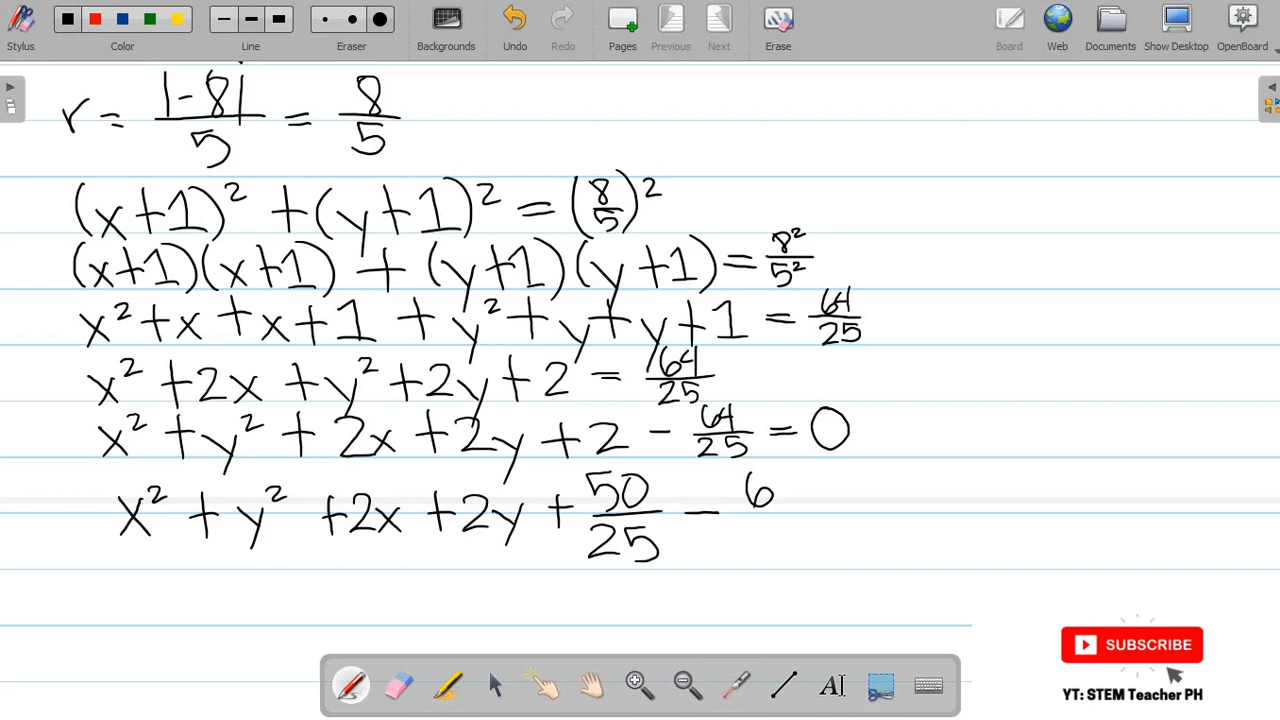 Stylus Color Line Eraser Backgrounds Undo Redo Pages Previous Next Erase Board Web Documents Show Desktop OpenBoard
r = |-8|/5 = 8/5
(x+1)² + (y+1)² = (8/5)²
(x+1)(x+1) + (y+1)(y+1) = 8²/5²
x² + x + x + 1 + y² + y + y + 1 = 64/25
x² + 2x + y² + 2y + 2 = 64/25
x² + y² + 2x + 2y + 2 - 64/25 = 0
x² + y² + 2x + 2y + 50/25 - 6
SUBSCRIBE
YT: STEM Teacher PH